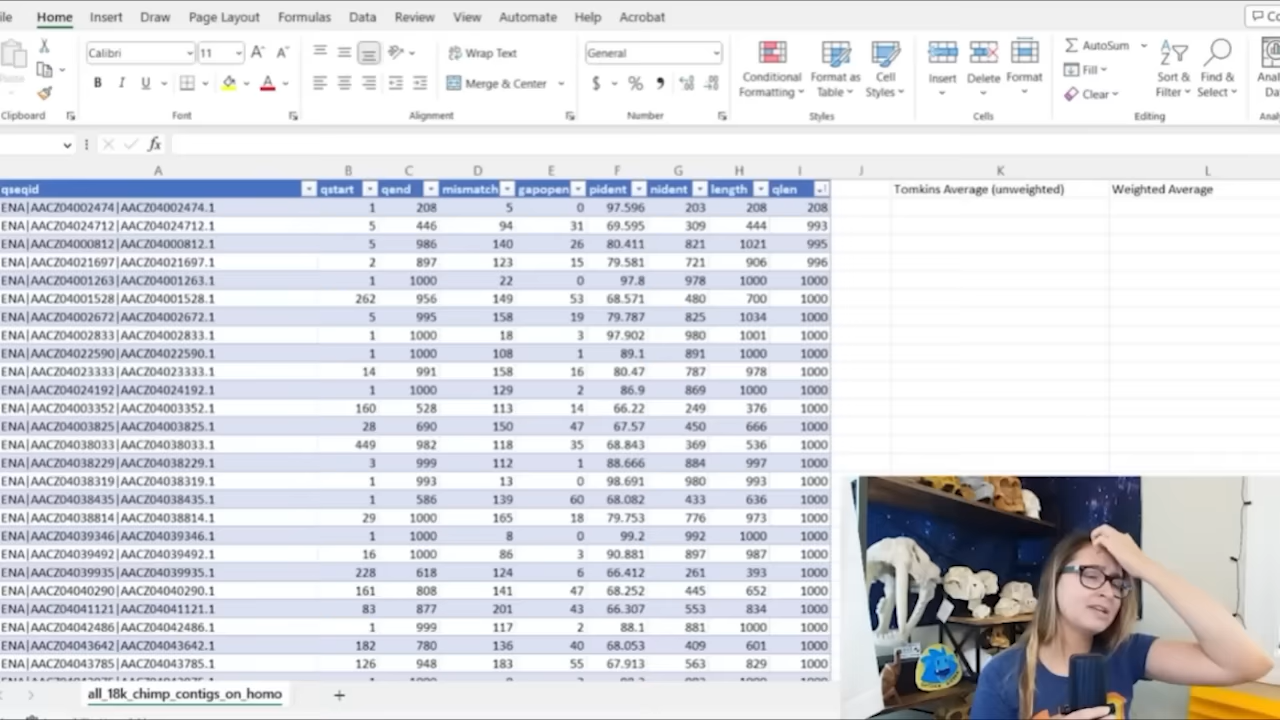 ile Home Insert Draw Page Layout Formulas Data Review View Automate Help Acrobat
Calibri 11 Wrap Text General AutoSum
Merge & Center Conditional Formatting Format as Table Cell Styles Insert Delete Format Fill Sort & Filter Find & Select
Clear
Clipboard Font Alignment Number Styles Cells Editing
fx
A B C D E F G H I J K L
qseqid qstart qend mismatch gapopen pident nident length qlen Tomkins Average (unweighted) Weighted Average
ENA|AACZ04002474|AACZ04002474.1 1 208 5 0 97.596 203 208 208
ENA|AACZ04024712|AACZ04024712.1 5 446 94 31 69.595 309 444 993
ENA|AACZ04000812|AACZ04000812.1 5 986 140 26 80.411 821 1021 995
ENA|AACZ04021697|AACZ04021697.1 2 897 123 15 79.581 721 906 996
ENA|AACZ04001263|AACZ04001263.1 1 1000 22 0 97.8 978 1000 1000
ENA|AACZ04001528|AACZ04001528.1 262 956 149 53 68.571 480 700 1000
ENA|AACZ04002672|AACZ04002672.1 5 995 158 19 79.787 825 1034 1000
ENA|AACZ04002833|AACZ04002833.1 1 1000 18 3 97.902 980 1001 1000
ENA|AACZ04022590|AACZ04022590.1 1 1000 108 1 89.1 891 1000 1000
ENA|AACZ04023333|AACZ04023333.1 14 991 158 16 80.47 787 978 1000
ENA|AACZ04024192|AACZ04024192.1 1 1000 129 2 86.9 869 1000 1000
ENA|AACZ04003352|AACZ04003352.1 160 528 113 14 66.22 249 376 1000
ENA|AACZ04003825|AACZ04003825.1 28 690 150 47 67.57 450 666 1000
ENA|AACZ04038033|AACZ04038033.1 449 982 118 35 68.843 369 536 1000
ENA|AACZ04038229|AACZ04038229.1 3 999 112 1 88.666 884 997 1000
ENA|AACZ04038319|AACZ04038319.1 1 993 13 0 98.691 980 993 1000
ENA|AACZ04038435|AACZ04038435.1 1 586 139 60 68.082 433 636 1000
ENA|AACZ04038814|AACZ04038814.1 29 1000 165 18 79.753 776 973 1000
ENA|AACZ04039346|AACZ04039346.1 1 1000 8 0 99.2 992 1000 1000
ENA|AACZ04039492|AACZ04039492.1 16 1000 86 3 90.881 897 987 1000
ENA|AACZ04039935|AACZ04039935.1 228 618 124 6 66.412 261 393 1000
ENA|AACZ04040290|AACZ04040290.1 161 808 141 47 68.252 445 652 1000
ENA|AACZ04041121|AACZ04041121.1 83 877 201 43 66.307 553 834 1000
ENA|AACZ04042486|AACZ04042486.1 1 999 117 2 88.1 881 1000 1000
ENA|AACZ04043642|AACZ04043642.1 182 780 136 40 68.053 409 601 1000
ENA|AACZ04043785|AACZ04043785.1 126 948 183 55 67.913 563 829 1000
all_18k_chimp_contigs_on_homo